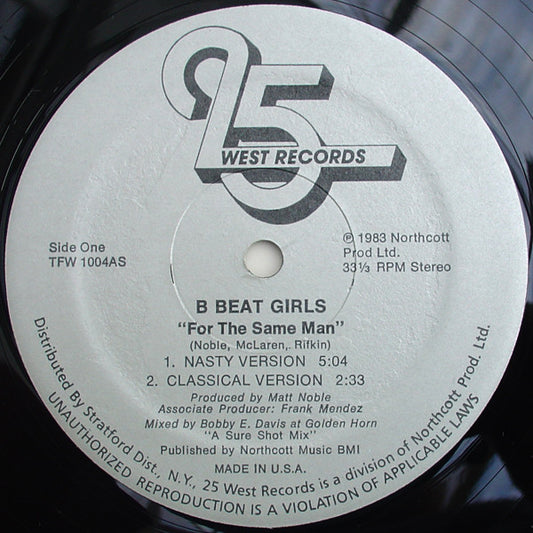 25
WEST RECORDS
Side One
TFW 1004AS
℗ 1983 Northcott
Prod Ltd.
33⅓ RPM Stereo
B BEAT GIRLS
"For The Same Man"
(Noble, McLaren,. Rifkin)
1. NASTY VERSION 5:04
2. CLASSICAL VERSION 2:33
Produced by Matt Noble
Associate Producer: Frank Mendez
Mixed by Bobby E. Davis at Golden Horn
"A Sure Shot Mix"
Published by Northcott Music BMI
MADE IN U.S.A.
Distributed By Stratford Dist., N.Y., 25 West Records is a division of Northcott Prod. Ltd.
UNAUTHORIZED REPRODUCTION IS A VIOLATION OF APPLICABLE LAWS